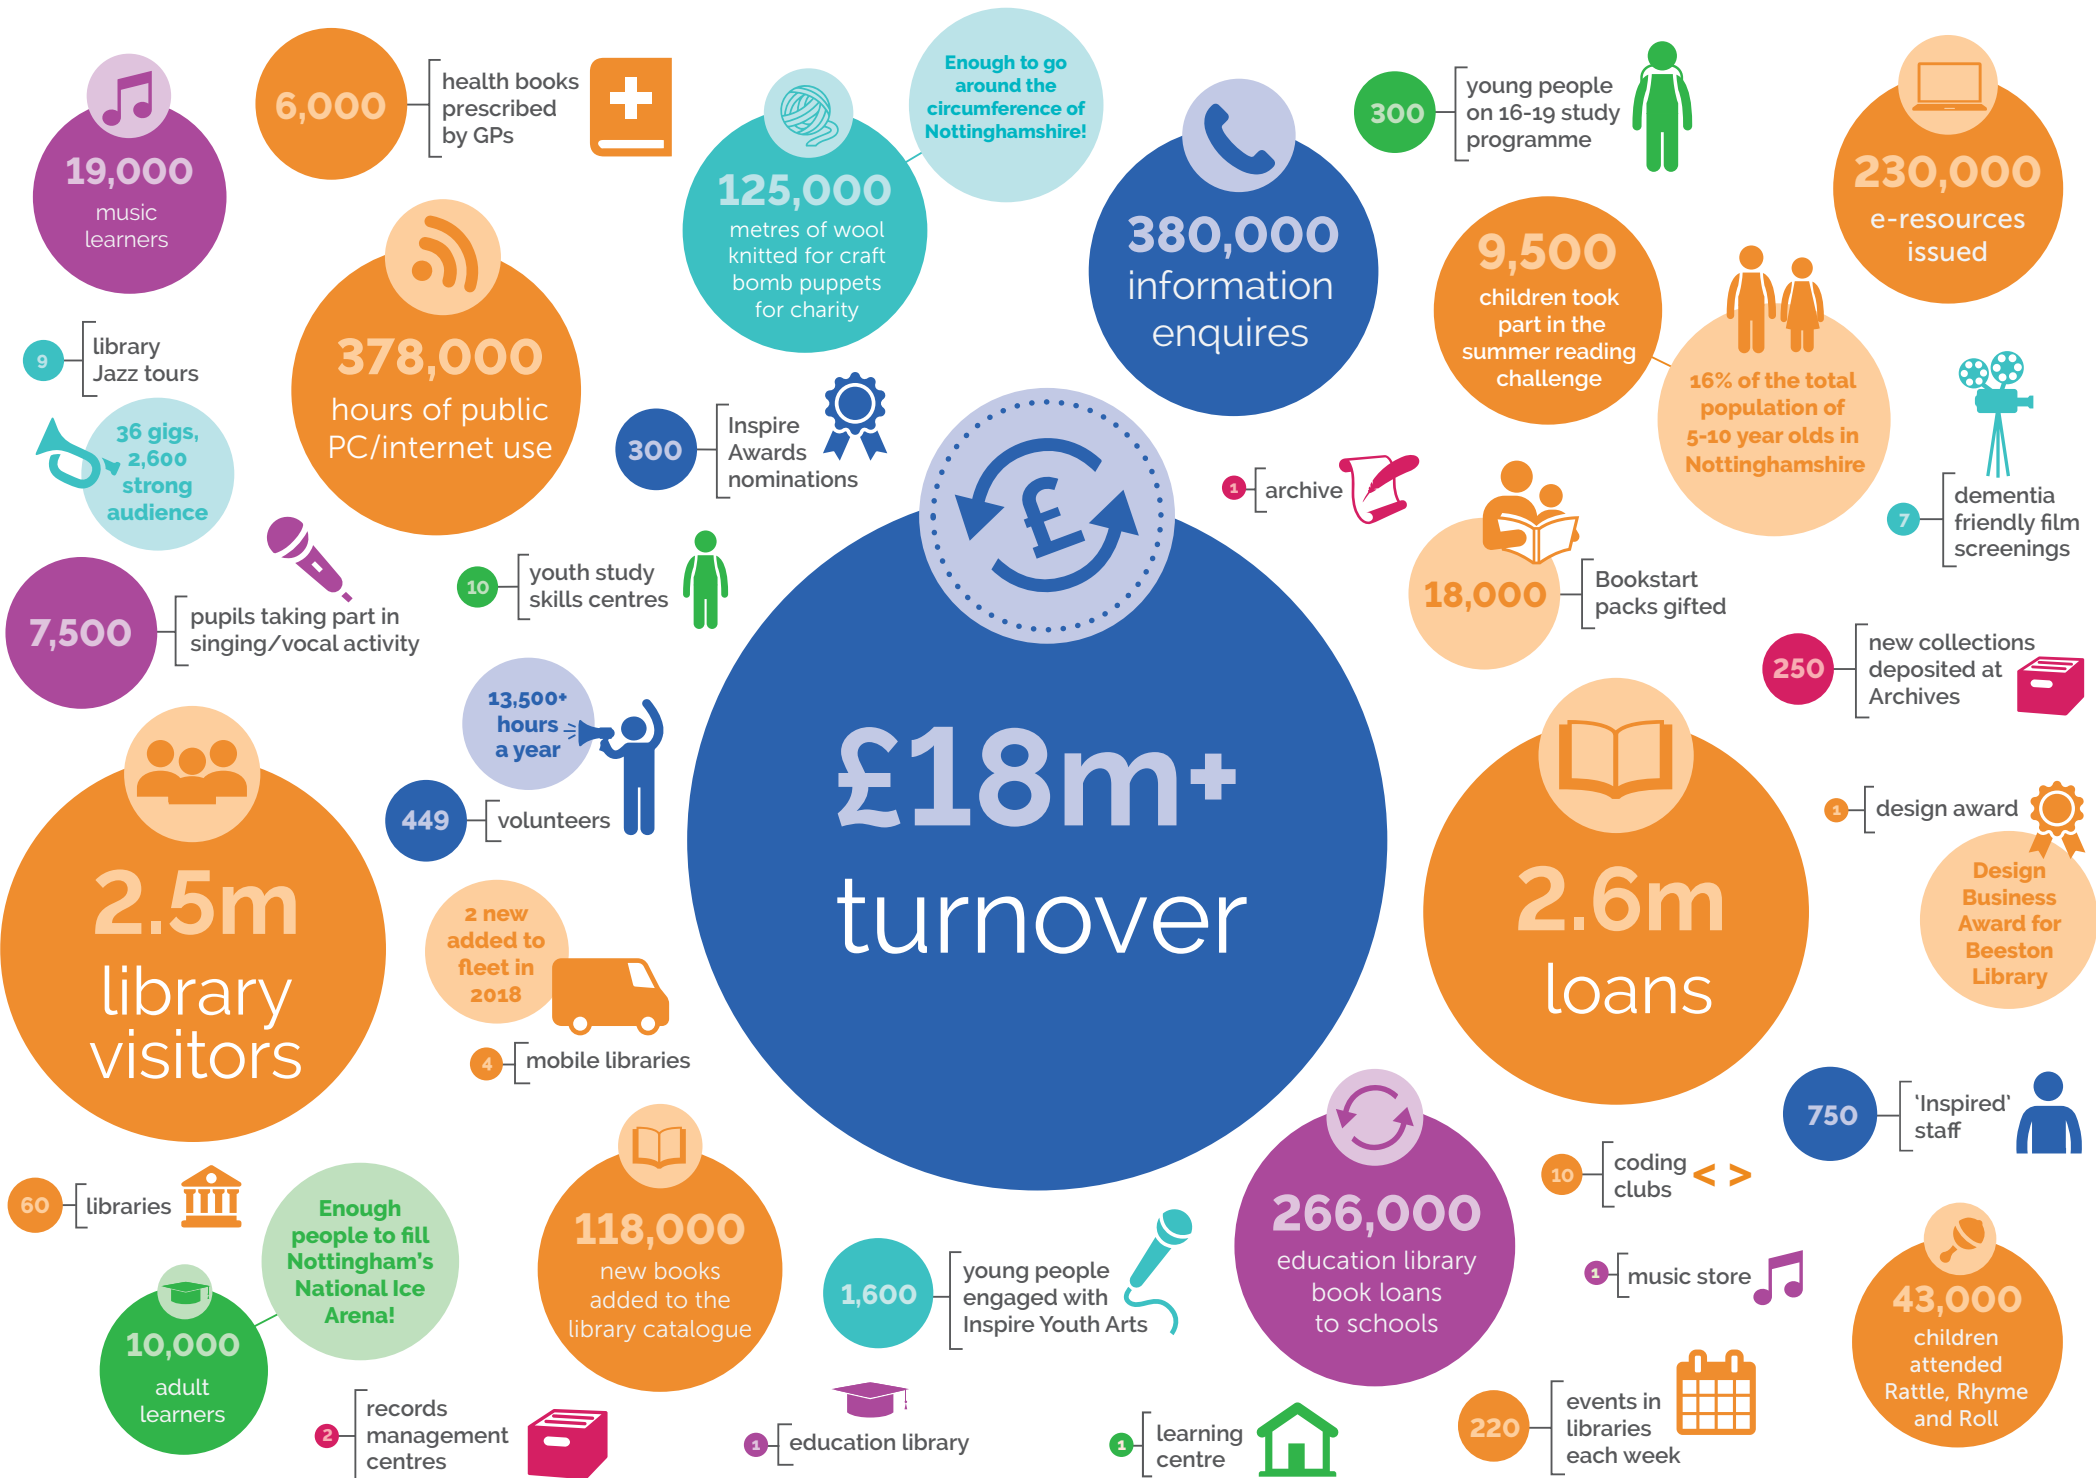 19,000
music
learners
6,000
health books
prescribed
by GPs
125,000
metres of wool
knitted for craft
bomb puppets
for charity
Enough to go
around the
circumference of
Nottinghamshire!
380,000
information
enquires
300
young people
on 16-19 study
programme
230,000
e-resources
issued
9
library
Jazz tours
36 gigs,
2,600
strong
audience
378,000
hours of public
PC/internet use
300
Inspire
Awards
nominations
9,500
children took
part in the
summer reading
challenge
16% of the total
population of
5-10 year olds in
Nottinghamshire
7
dementia
friendly film
screenings
1
archive
£
7,500
pupils taking part in
singing/vocal activity
10
youth study
skills centres
18,000
Bookstart
packs gifted
250
new collections
deposited at
Archives
13,500+
hours
a year
449
volunteers
£18m+
turnover
2.5m
library
visitors
2.6m
loans
1
design award
Design
Business
Award for
Beeston
Library
2 new
added to
fleet in
2018
4
mobile libraries
750
'Inspired'
staff
60
libraries
Enough
people to fill
Nottingham's
National Ice
Arena!
10,000
adult
learners
118,000
new books
added to the
library catalogue
1,600
young people
engaged with
Inspire Youth Arts
266,000
education library
book loans
to schools
10
coding
clubs
< >
1
music store
43,000
children
attended
Rattle, Rhyme
and Roll
2
records
management
centres
1
education library
1
learning
centre
220
events in
libraries
each week